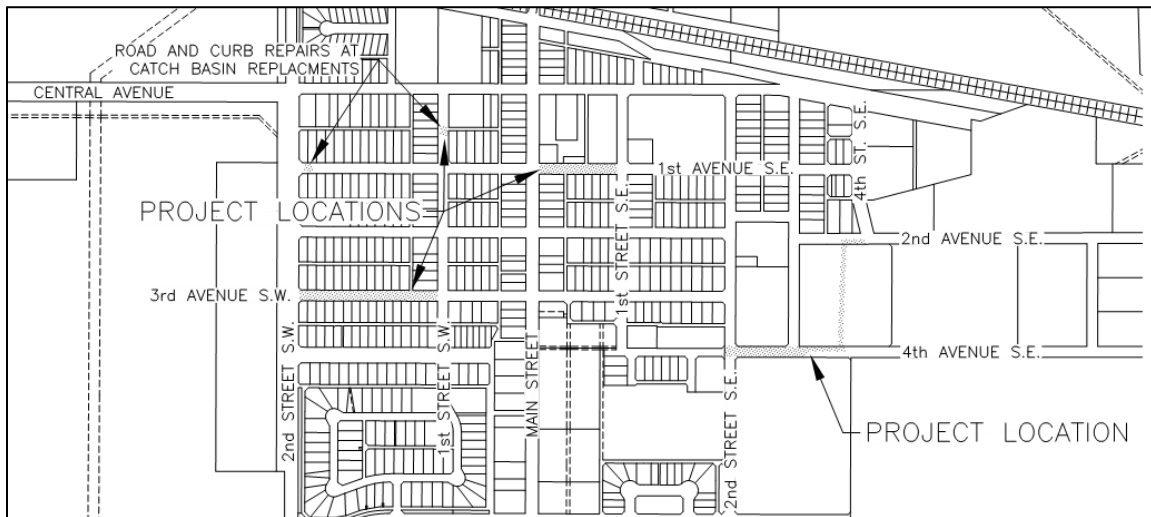 ROAD AND CURB REPAIRS AT
CATCH BASIN REPLACMENTS
CENTRAL AVENUE
4th ST. S.E.
1st AVENUE S.E.
PROJECT LOCATIONS
1st STREET S.E.
2nd AVENUE S.E.
3rd AVENUE S.W.
2nd STREET S.W.
1st STREET S.W.
MAIN STREET
4th AVENUE S.E.
2nd STREET S.E.
PROJECT LOCATION